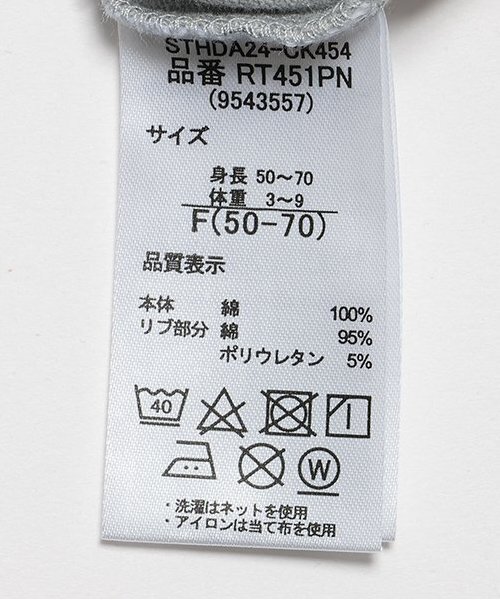 STHDA24-CK454
品番 RT451PN
(9543557)
サイズ
身長 50～70
体重 3～9
F(50-70)
品質表示
本体 綿 100%
リブ部分 綿 95%
ポリウレタン 5%
40
W
・洗濯はネットを使用
・アイロンは当て布を使用